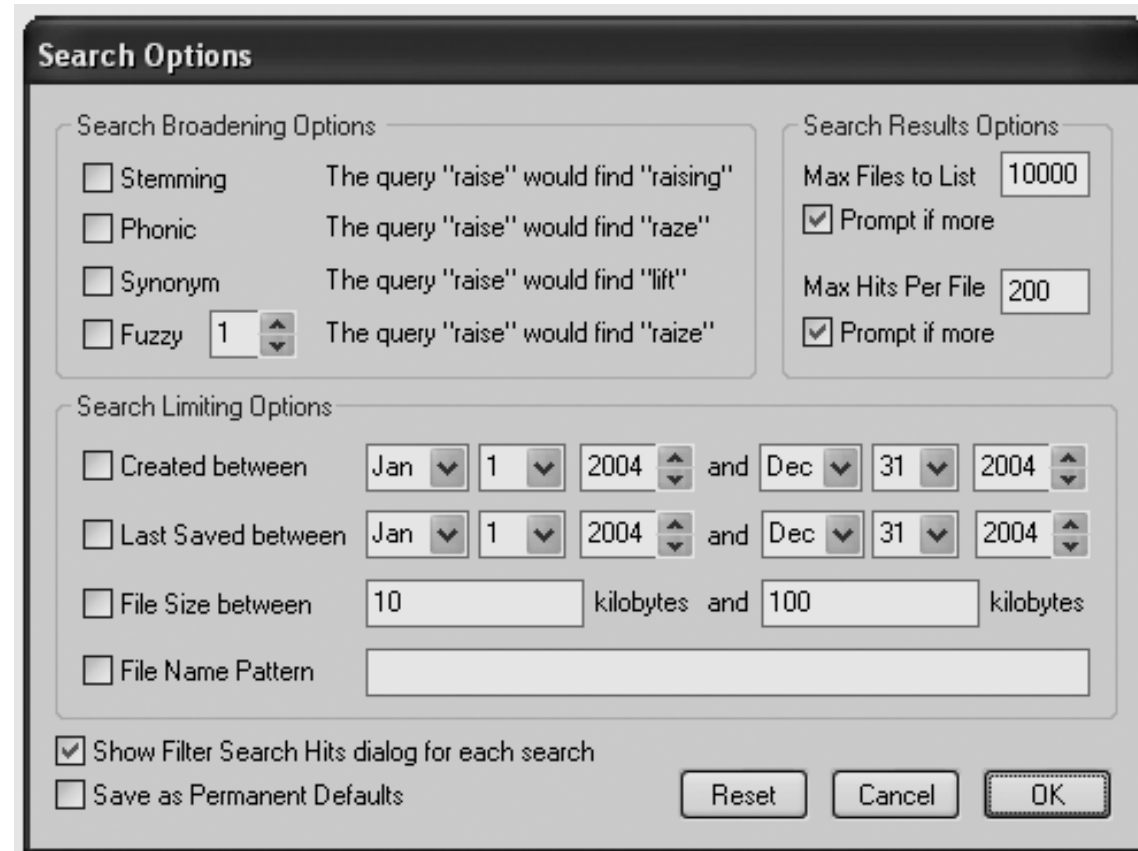 Search Options
Search Broadening Options
Stemming The query "raise" would find "raising"
Phonic The query "raise" would find "raze"
Synonym The query "raise" would find "lift"
Fuzzy 1 The query "raise" would find "raize"
Search Results Options
Max Files to List 10000
Prompt if more
Max Hits Per File 200
Prompt if more
Search Limiting Options
Created between Jan 1 2004 and Dec 31 2004
Last Saved between Jan 1 2004 and Dec 31 2004
File Size between 10 kilobytes and 100 kilobytes
File Name Pattern
Show Filter Search Hits dialog for each search
Save as Permanent Defaults
Reset Cancel OK